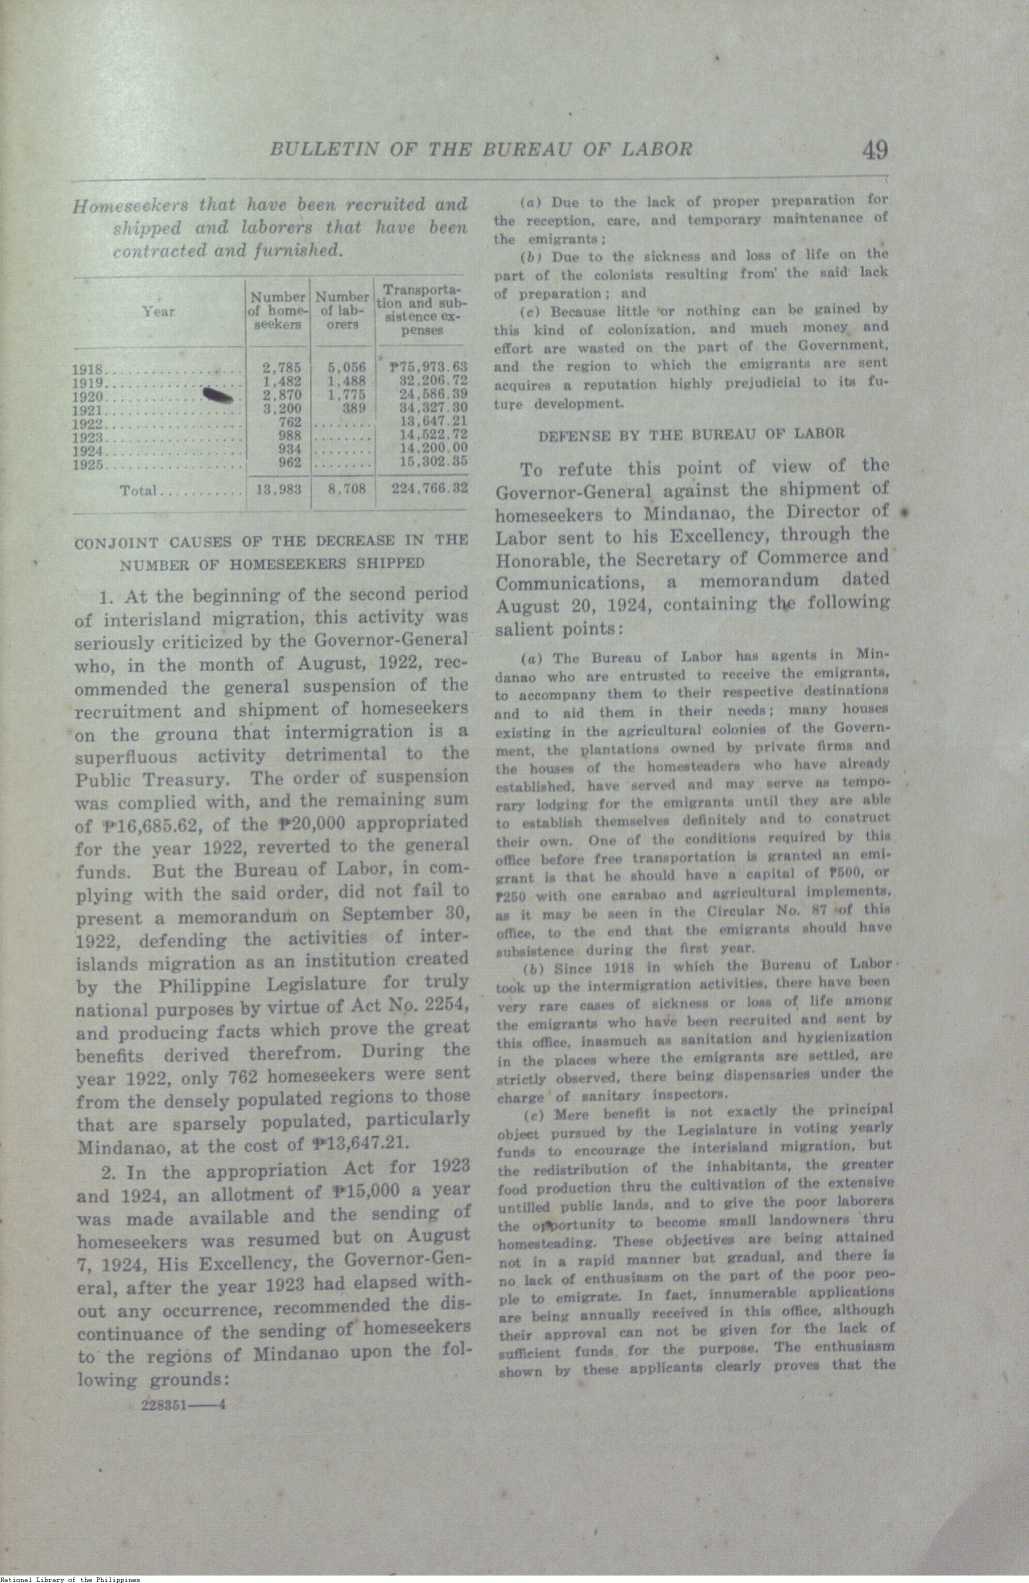 BULLETIN OF THE BUREAU OF LABOR 49
Homeseekers that have been recruited and
shipped and laborers that have been
contracted and furnished.
Year | Number of home-seekers | Number of lab-orers | Transporta-tion and sub-sistence ex-penses
1918 2,785 5,056 ₱75,973.63
1919 1,482 1,488 32,206.72
1920 2,870 1,775 24,586.39
1921 3,200 389 34,327.30
1922 762 ........ 13,647.21
1923 988 ........ 14,522.72
1924 934 ........ 14,200.00
1925 962 ........ 15,302.35
Total 13,983 8,708 224,766.32
CONJOINT CAUSES OF THE DECREASE IN THE
NUMBER OF HOMESEEKERS SHIPPED
1. At the beginning of the second period
of interisland migration, this activity was
seriously criticized by the Governor-General
who, in the month of August, 1922, rec-
ommended the general suspension of the
recruitment and shipment of homeseekers
on the ground that intermigration is a
superfluous activity detrimental to the
Public Treasury. The order of suspension
was complied with, and the remaining sum
of ₱16,685.62, of the ₱20,000 appropriated
for the year 1922, reverted to the general
funds. But the Bureau of Labor, in com-
plying with the said order, did not fail to
present a memorandum on September 30,
1922, defending the activities of inter-
islands migration as an institution created
by the Philippine Legislature for truly
national purposes by virtue of Act No. 2254,
and producing facts which prove the great
benefits derived therefrom. During the
year 1922, only 762 homeseekers were sent
from the densely populated regions to those
that are sparsely populated, particularly
Mindanao, at the cost of ₱13,647.21.
2. In the appropriation Act for 1923
and 1924, an allotment of ₱15,000 a year
was made available and the sending of
homeseekers was resumed but on August
7, 1924, His Excellency, the Governor-Gen-
eral, after the year 1923 had elapsed with-
out any occurrence, recommended the dis-
continuance of the sending of homeseekers
to the regions of Mindanao upon the fol-
lowing grounds:
228351——4
(a) Due to the lack of proper preparation for
the reception, care, and temporary maintenance of
the emigrants;
(b) Due to the sickness and loss of life on the
part of the colonists resulting from the said lack
of preparation; and
(c) Because little or nothing can be gained by
this kind of colonization, and much money and
effort are wasted on the part of the Government,
and the region to which the emigrants are sent
acquires a reputation highly prejudicial to its fu-
ture development.
DEFENSE BY THE BUREAU OF LABOR
To refute this point of view of the
Governor-General against the shipment of
homeseekers to Mindanao, the Director of
Labor sent to his Excellency, through the
Honorable, the Secretary of Commerce and
Communications, a memorandum dated
August 20, 1924, containing the following
salient points:
(a) The Bureau of Labor has agents in Min-
danao who are entrusted to receive the emigrants,
to accompany them to their respective destinations
and to aid them in their needs; many houses
existing in the agricultural colonies of the Govern-
ment, the plantations owned by private firms and
the houses of the homesteaders who have already
established, have served and may serve as tempo-
rary lodging for the emigrants until they are able
to establish themselves definitely and to construct
their own. One of the conditions required by this
office before free transportation is granted an emi-
grant is that he should have a capital of ₱500, or
₱250 with one carabao and agricultural implements,
as it may be seen in the Circular No. 87 of this
office, to the end that the emigrants should have
subsistence during the first year.
(b) Since 1918 in which the Bureau of Labor
took up the intermigration activities, there have been
very rare cases of sickness or loss of life among
the emigrants who have been recruited and sent by
this office, inasmuch as sanitation and hygienization
in the places where the emigrants are settled, are
strictly observed, there being dispensaries under the
charge of sanitary inspectors.
(c) Mere benefit is not exactly the principal
object pursued by the Legislature in voting yearly
funds to encourage the interisland migration, but
the redistribution of the inhabitants, the greater
food production thru the cultivation of the extensive
untilled public lands, and to give the poor laborers
the opportunity to become small landowners thru
homesteading. These objectives are being attained
not in a rapid manner but gradual, and there is
no lack of enthusiasm on the part of the poor peo-
ple to emigrate. In fact, innumerable applications
are being annually received in this office, although
their approval can not be given for the lack of
sufficient funds for the purpose. The enthusiasm
shown by these applicants clearly proves that the
National Library of the Philippines